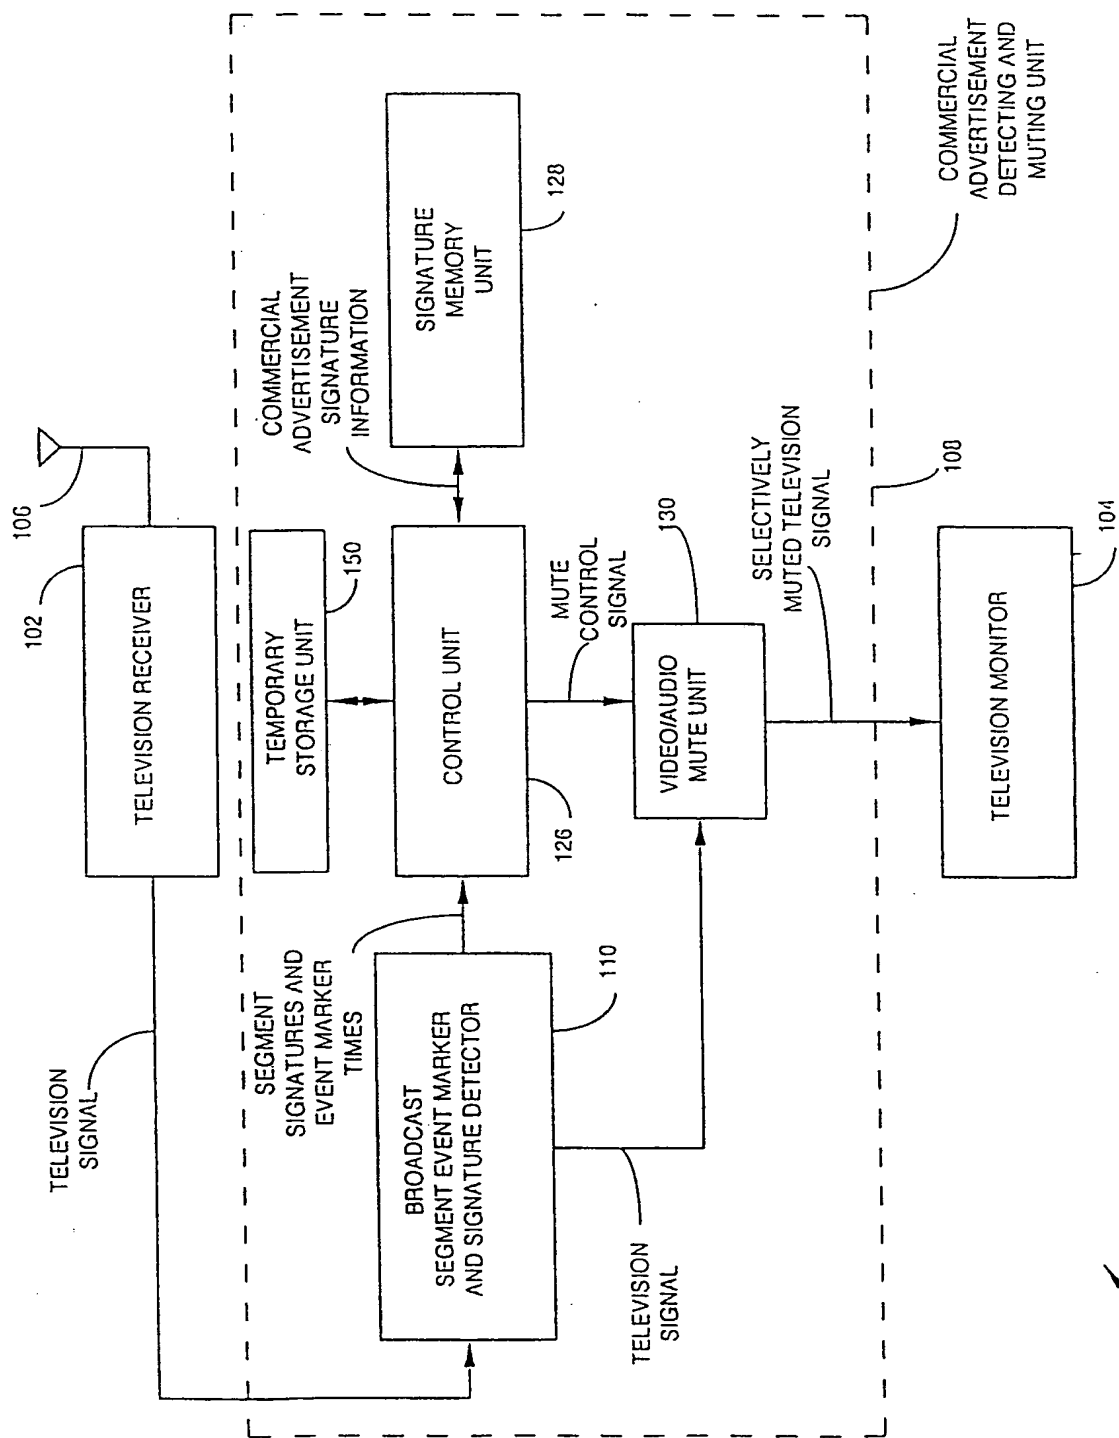 106
102
TELEVISION RECEIVER
TELEVISION
SIGNAL
TEMPORARY
STORAGE UNIT
150
COMMERCIAL
ADVERTISEMENT
SIGNATURE
INFORMATION
SEGMENT
SIGNATURES AND
EVENT MARKER
TIMES
BROADCAST
SEGMENT EVENT MARKER
AND SIGNATURE DETECTOR
110
CONTROL UNIT
126
SIGNATURE
MEMORY
UNIT
128
MUTE
CONTROL
SIGNAL
TELEVISION
SIGNAL
VIDEO/AUDIO
MUTE UNIT
130
SELECTIVELY
MUTED TELEVISION
SIGNAL
108
COMMERCIAL
ADVERTISEMENT
DETECTING AND
MUTING UNIT
TELEVISION MONITOR
104